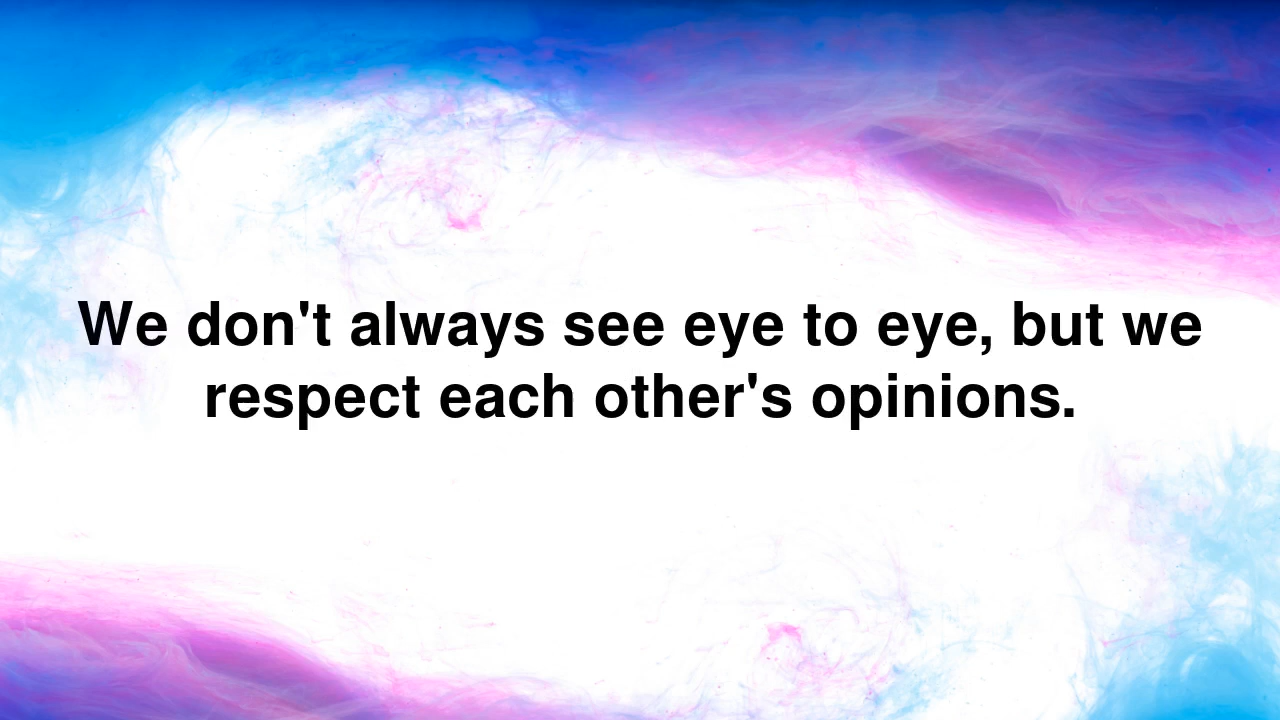 We don't always see eye to eye, but we
respect each other's opinions.